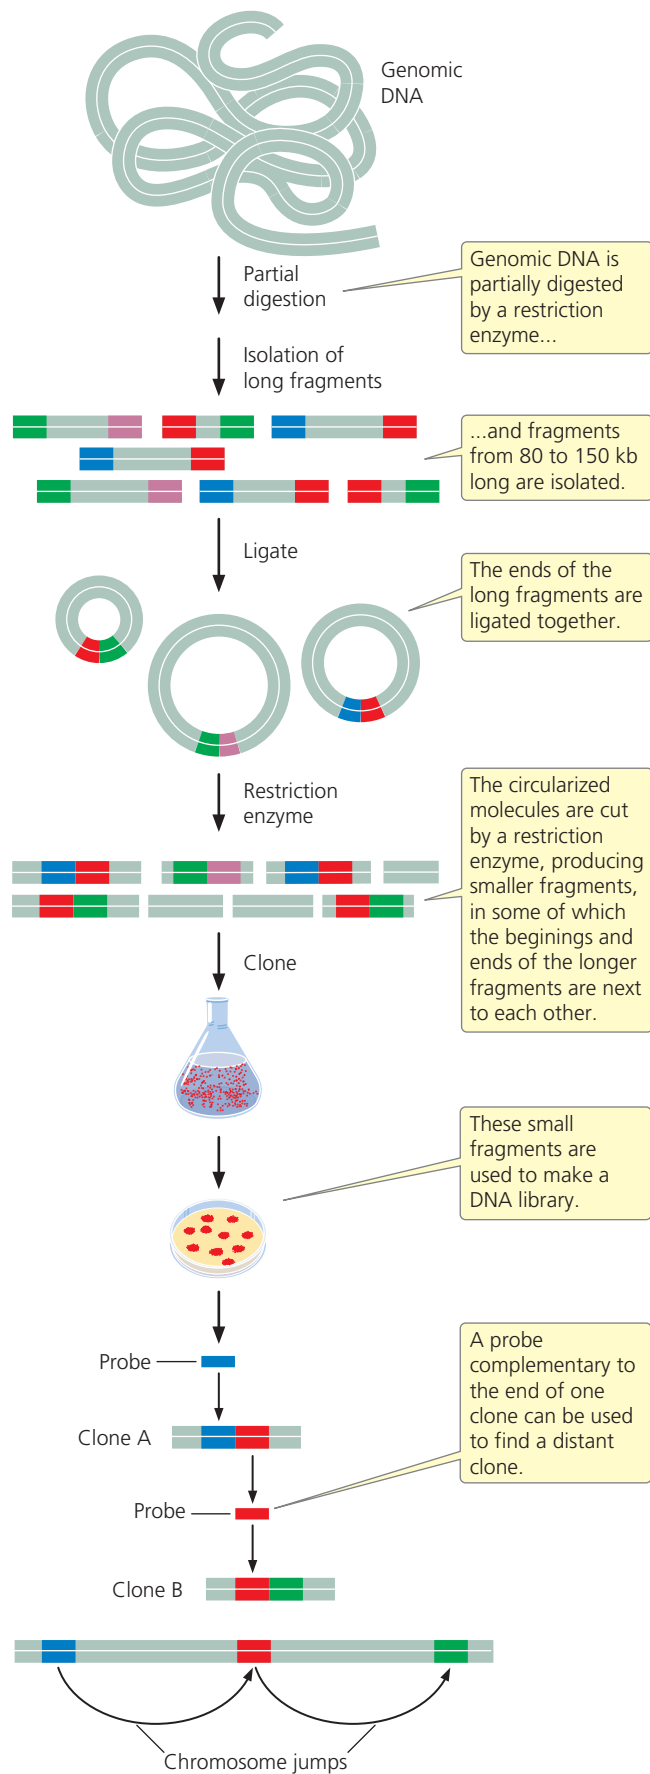 Genomic
DNA
Partial
digestion
Genomic DNA is
partially digested
by a restriction
enzyme...
Isolation of
long fragments
...and fragments
from 80 to 150 kb
long are isolated.
Ligate
The ends of the
long fragments are
ligated together.
Restriction
enzyme
The circularized
molecules are cut
by a restriction
enzyme, producing
smaller fragments,
in some of which
the beginings and
ends of the longer
fragments are next
to each other.
Clone
These small
fragments are
used to make a
DNA library.
Probe
A probe
complementary to
the end of one
clone can be used
to find a distant
clone.
Clone A
Probe
Clone B
Chromosome jumps